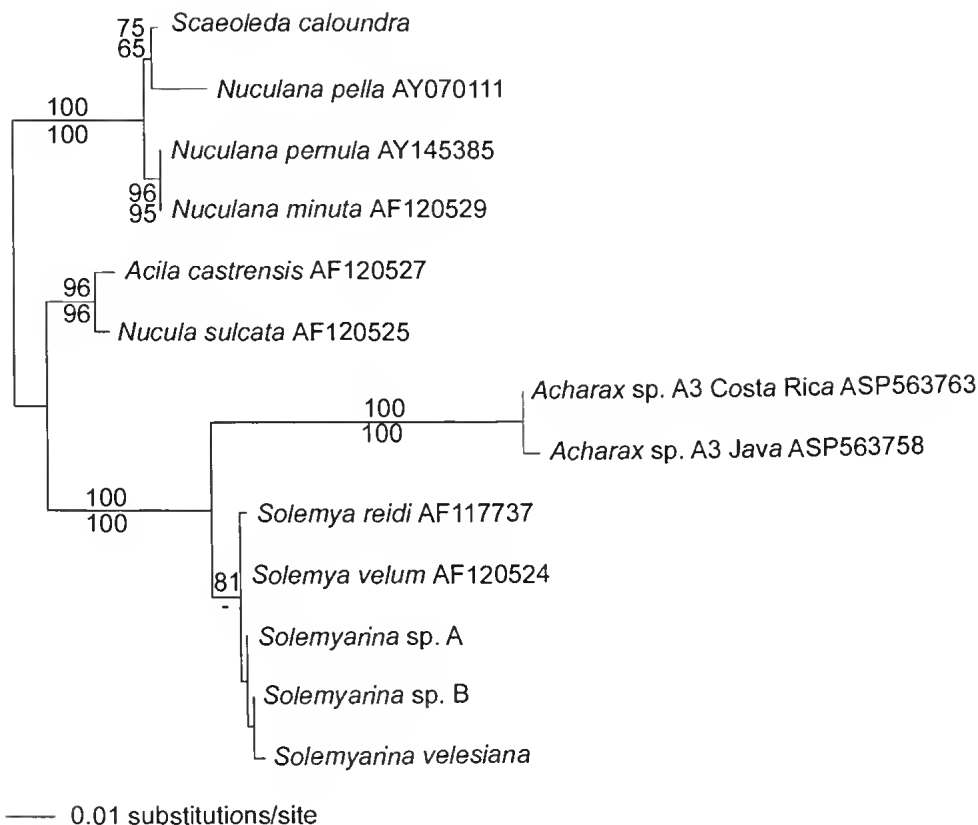 75
65
Scaeoleda caloundra
Nuculana pella AY070111
100
100
Nuculana pernula AY145385
96
95
Nuculana minuta AF120529
Acila castrensis AF120527
96
96
Nucula sulcata AF120525
Acharax sp. A3 Costa Rica ASP563763
100
100
Acharax sp. A3 Java ASP563758
100
100
Solemya reidi AF117737
Solemya velum AF120524
81
-
Solemyarina sp. A
Solemyarina sp. B
Solemyarina velesiana
0.01 substitutions/site